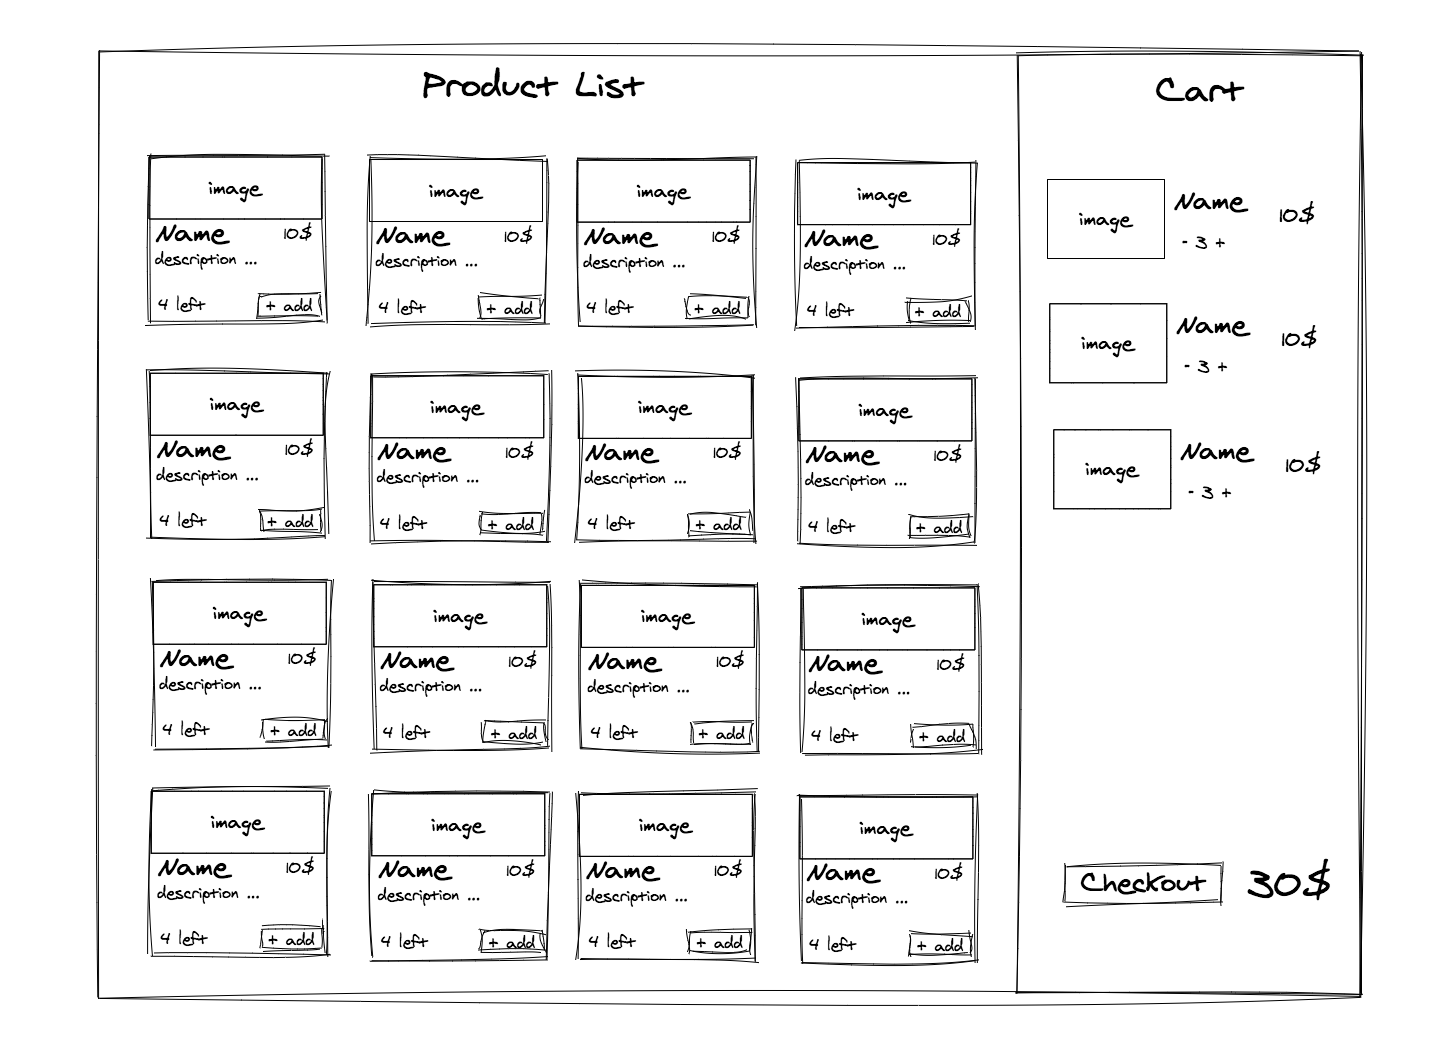 Product List
image
Name 10$
description ...
4 left + add
image
Name 10$
description ...
4 left + add
image
Name 10$
description ...
4 left + add
image
Name 10$
description ...
4 left + add
image
Name 10$
description ...
4 left + add
image
Name 10$
description ...
4 left + add
image
Name 10$
description ...
4 left + add
image
Name 10$
description ...
4 left + add
image
Name 10$
description ...
4 left + add
image
Name 10$
description ...
4 left + add
image
Name 10$
description ...
4 left + add
image
Name 10$
description ...
4 left + add
image
Name 10$
description ...
4 left + add
image
Name 10$
description ...
4 left + add
image
Name 10$
description ...
4 left + add
image
Name 10$
description ...
4 left + add
Cart
image
Name 10$
- 3 +
image
Name 10$
- 3 +
image
Name 10$
- 3 +
Checkout 30$